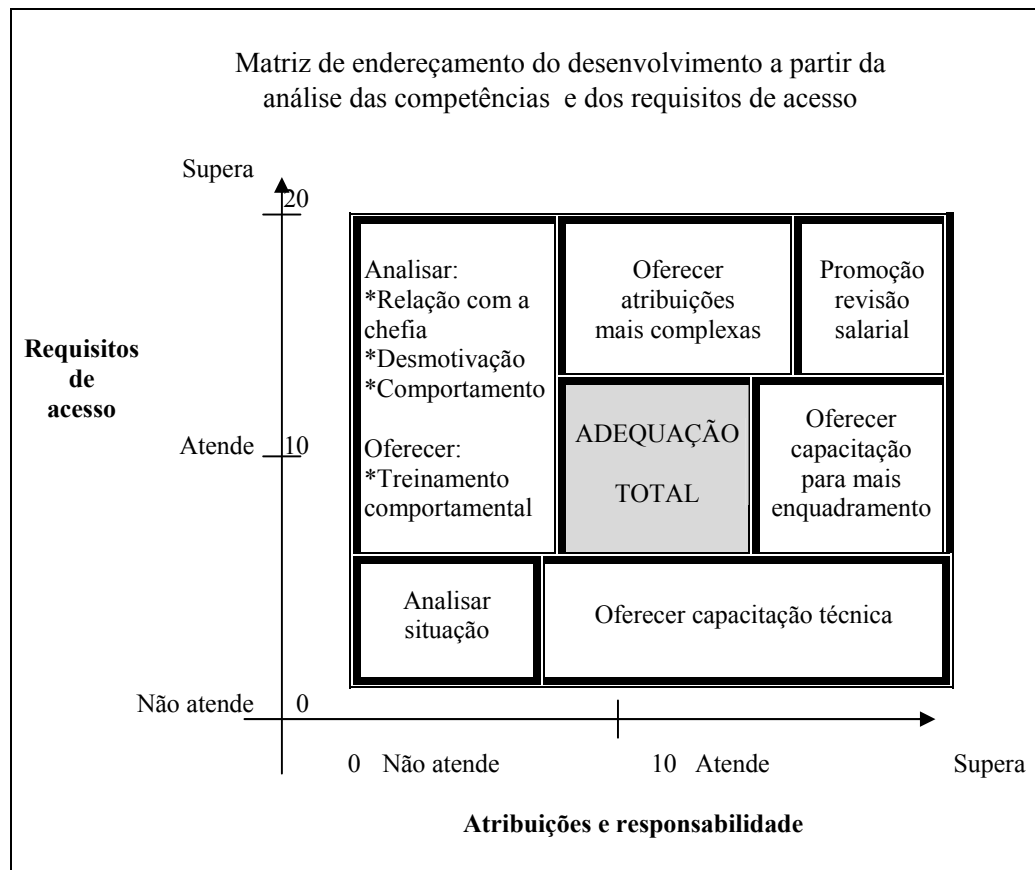 Matriz de endereçamento do desenvolvimento a partir da
análise das competências e dos requisitos de acesso
Supera
20
Requisitos
de
acesso
Atende
10
Não atende
0
Analisar:
*Relação com a
chefia
*Desmotivação
*Comportamento
Oferecer:
*Treinamento
comportamental
Oferecer
atribuições
mais complexas
Promoção
revisão
salarial
ADEQUAÇÃO
TOTAL
Oferecer
capacitação
para mais
enquadramento
Analisar
situação
Oferecer capacitação técnica
0 Não atende
10 Atende
Supera
Atribuições e responsabilidade